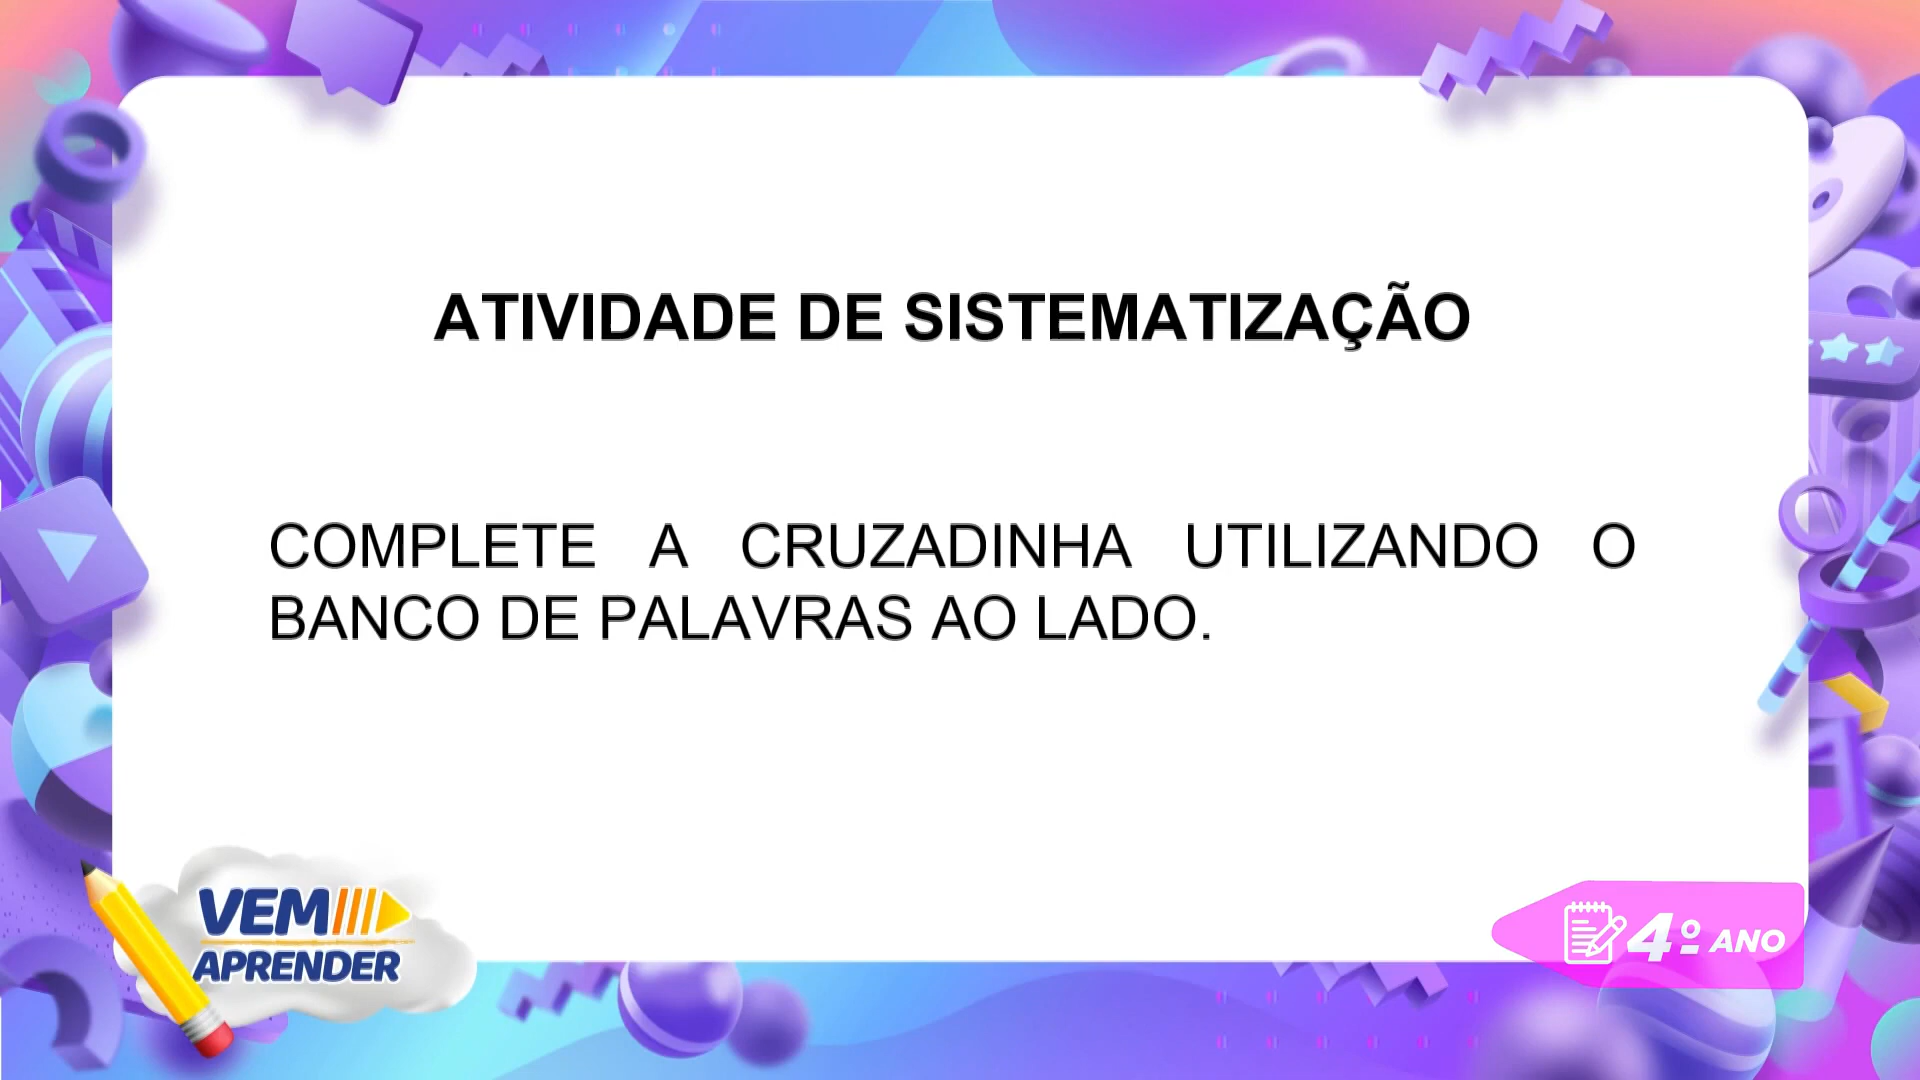 ATIVIDADE DE SISTEMATIZAÇÃO
COMPLETE A CRUZADINHA UTILIZANDO O
BANCO DE PALAVRAS AO LADO.
VEM
APRENDER
4º ANO